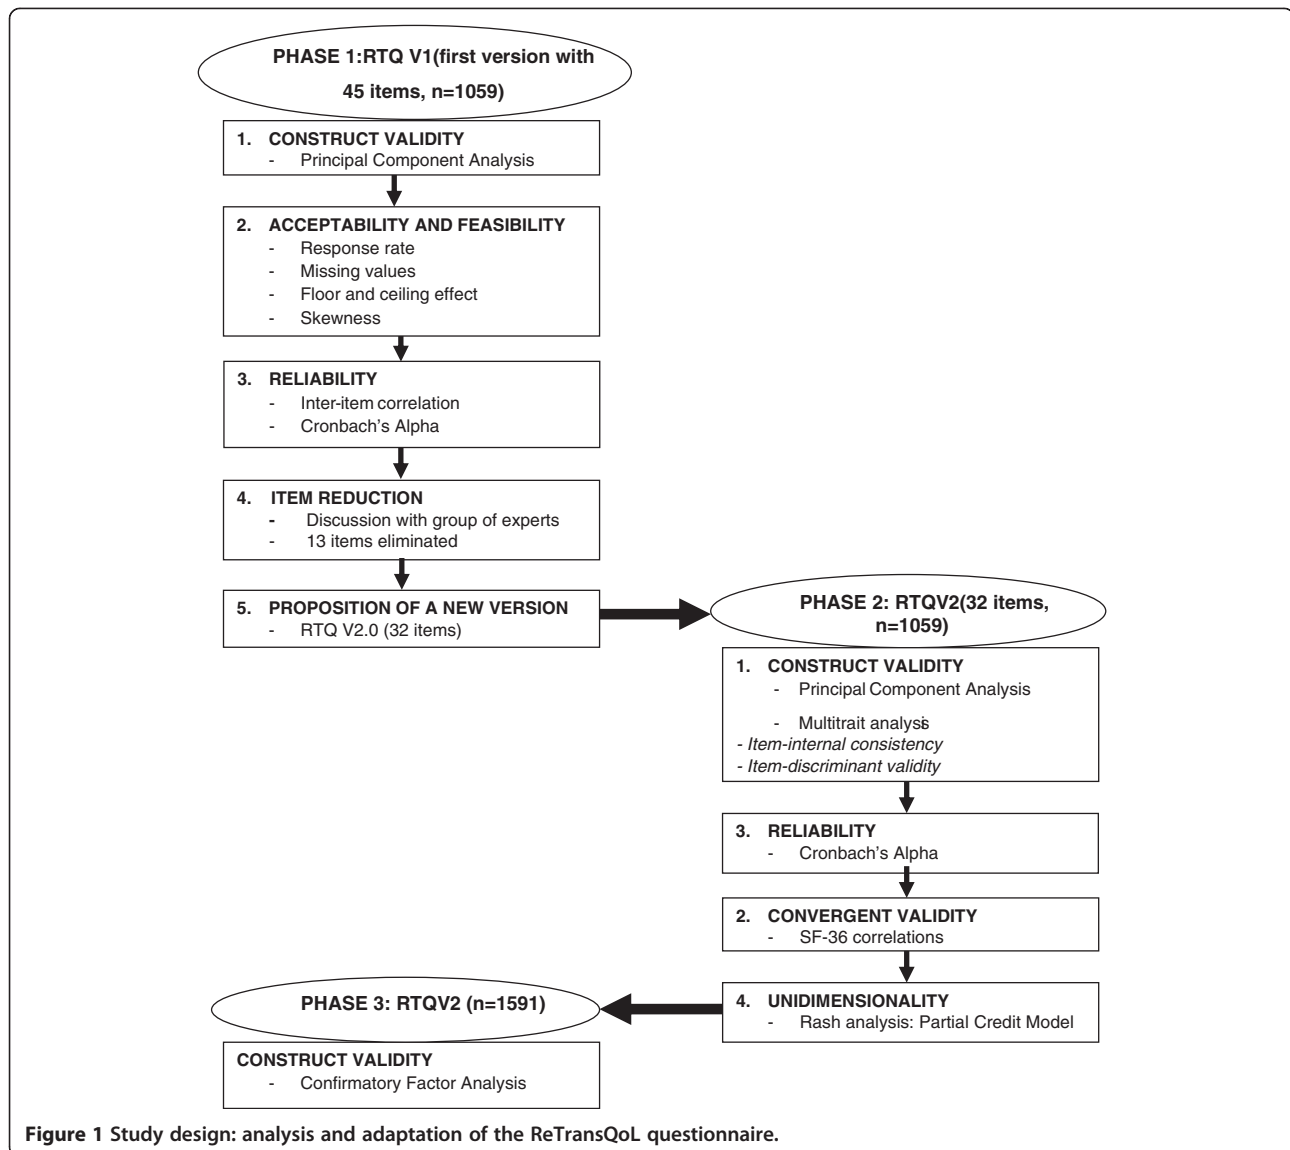 PHASE 1:RTQ V1(first version with
45 items, n=1059)
1. CONSTRUCT VALIDITY
- Principal Component Analysis
2. ACCEPTABILITY AND FEASIBILITY
- Response rate
- Missing values
- Floor and ceiling effect
- Skewness
3. RELIABILITY
- Inter-item correlation
- Cronbach's Alpha
4. ITEM REDUCTION
- Discussion with group of experts
- 13 items eliminated
5. PROPOSITION OF A NEW VERSION
- RTQ V2.0 (32 items)
PHASE 2: RTQV2(32 items,
n=1059)
1. CONSTRUCT VALIDITY
- Principal Component Analysis
- Multitrait analysis
- Item-internal consistency
- Item-discriminant validity
3. RELIABILITY
- Cronbach's Alpha
2. CONVERGENT VALIDITY
- SF-36 correlations
4. UNIDIMENSIONALITY
- Rash analysis: Partial Credit Model
PHASE 3: RTQV2 (n=1591)
CONSTRUCT VALIDITY
- Confirmatory Factor Analysis
Figure 1 Study design: analysis and adaptation of the ReTransQoL questionnaire.